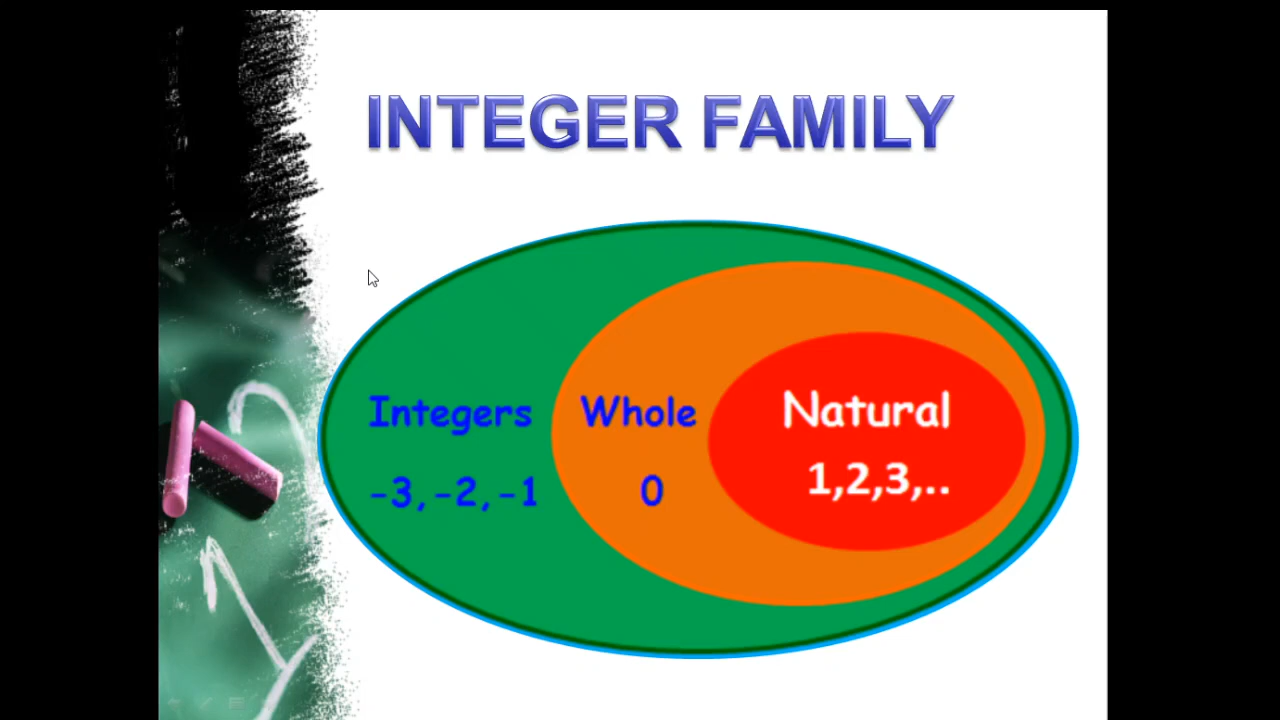 INTEGER FAMILY
Integers Whole Natural
-3,-2,-1 0 1,2,3,..